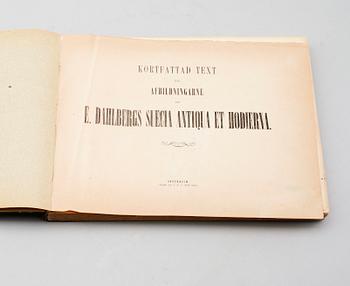 KORTFATTAD TEXT
AFBILDNINGARNE
E. DAHLBERGS SUECIA ANTIQUA ET HODIERNA.
STOCKHOLM